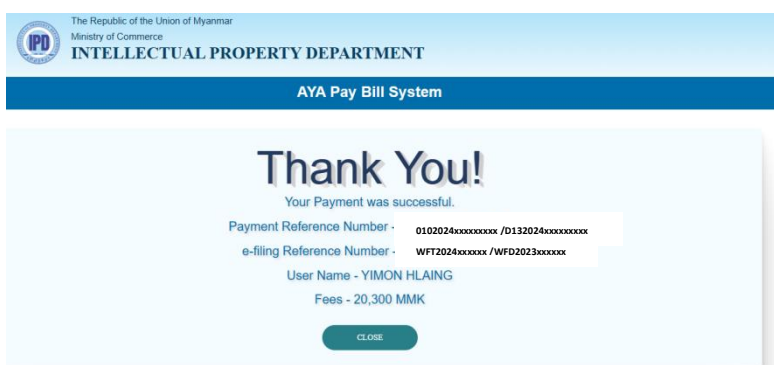 The Republic of the Union of Myanmar
Ministry of Commerce
IPD
INTELLECTUAL PROPERTY DEPARTMENT
AYA Pay Bill System
Thank You!
Your Payment was successful.
Payment Reference Number - 0102024xxxxxxxxx /D132024xxxxxxxxx
e-filing Reference Number - WFT2024xxxxxx /WFD2023xxxxxx
User Name - YIMON HLAING
Fees - 20,300 MMK
CLOSE